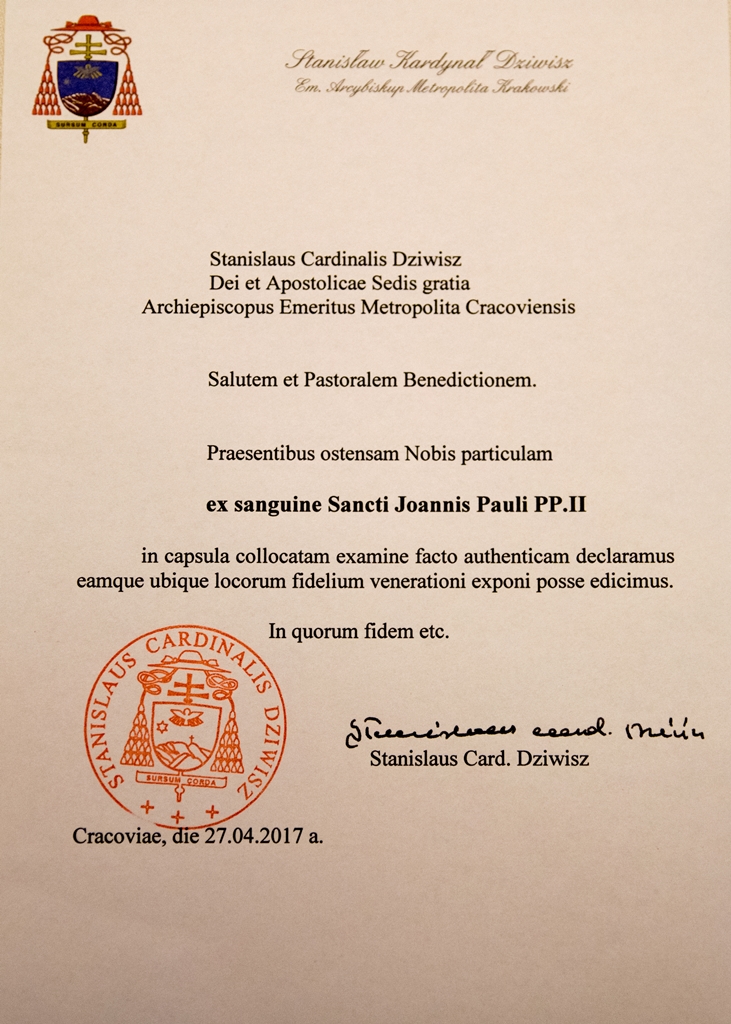 SURSUM CORDA
Stanisław Kardynał Dziwisz
Em. Arcybiskup Metropolita Krakowski
Stanislaus Cardinalis Dziwisz
Dei et Apostolicae Sedis gratia
Archiepiscopus Emeritus Metropolita Cracoviensis
Salutem et Pastoralem Benedictionem.
Praesentibus ostensam Nobis particulam
ex sanguine Sancti Joannis Pauli PP.II
in capsula collocatam examine facto authenticam declaramus
eamque ubique locorum fidelium venerationi exponi posse edicimus.
In quorum fidem etc.
STANISLAUS CARDINALIS DZIWISZ
SURSUM CORDA
Stanislaus Card. Dziwisz
Cracoviae, die 27.04.2017 a.